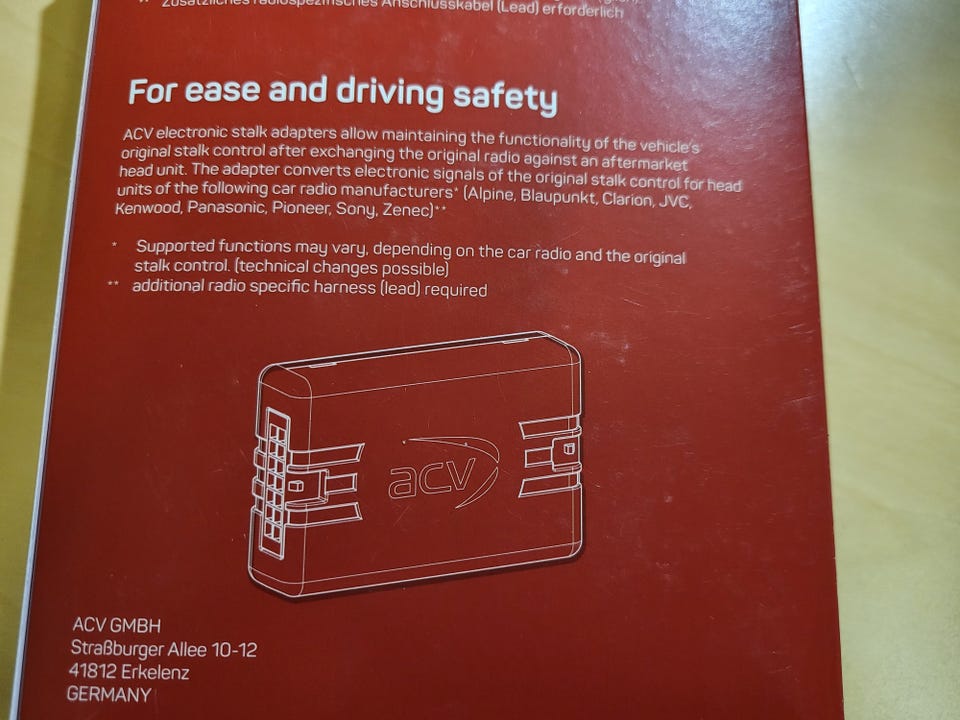 ** Zusätzliches radiospezifisches Anschlusskabel (Lead) erforderlich
For ease and driving safety
ACV electronic stalk adapters allow maintaining the functionality of the vehicle's
original stalk control after exchanging the original radio against an aftermarket
head unit. The adapter converts electronic signals of the original stalk control for head
units of the following car radio manufacturers* (Alpine, Blaupunkt, Clarion, JVC,
Kenwood, Panasonic, Pioneer, Sony, Zenec)**
* Supported functions may vary, depending on the car radio and the original
stalk control. (technical changes possible)
** additional radio specific harness (lead) required
acv
ACV GMBH
Straßburger Allee 10-12
41812 Erkelenz
GERMANY